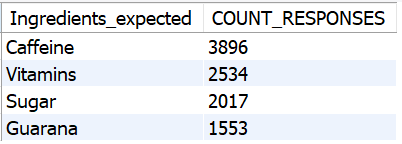 Ingredients_expected COUNT_RESPONSES
Caffeine 3896
Vitamins 2534
Sugar 2017
Guarana 1553